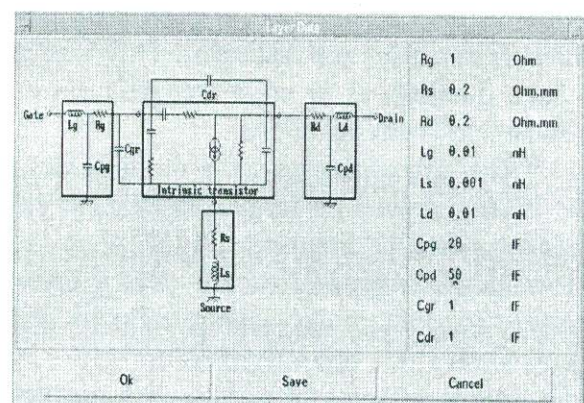 Layer Data
Cdr
Gate
Lg
Rg
Cpg
Cgr
Intrinsic transistor
Rd
Ld
Drain
Cpd
Rs
Ls
Source
Rg 1 Ohm
Rs 0.2 Ohm.mm
Rd 0.2 Ohm.mm
Lg 0.01 nH
Ls 0.001 nH
Ld 0.01 nH
Cpg 20 fF
Cpd 50 fF
Cgr 1 fF
Cdr 1 fF
Ok
Save
Cancel